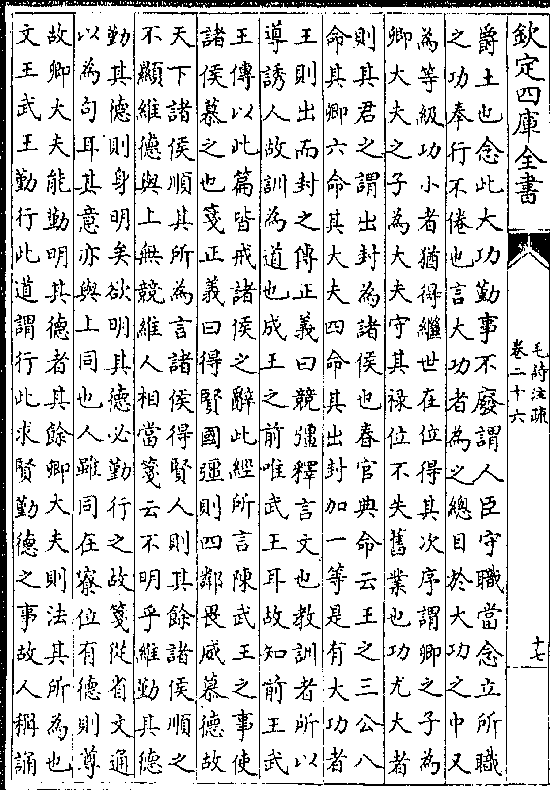 欽定四庫全書
毛詩注疏
卷二十六
十七
爵土也念此大功勤事不廢謂人臣守職當念立所職
之功奉行不倦也言大功者為之總目於大功之中又
為等級功小者猶得繼世在位得其次序謂卿之子為
卿大夫之子為大夫守其祿位不失舊業也功尤大者
則其君之謂出封為諸侯也春官典命云王之三公八
命其卿六命其大夫四命其出封加一等是有大功者
王則出而封之傳正義曰競彊釋言文也教訓者所以
導誘人故訓為道也成王之前唯武王耳故知前王武
王傳以此篇皆戒諸侯之辭此經所言陳武王之事使
諸侯慕之也箋正義曰得賢國彊則四鄰畏威慕德故
天下諸侯順其所為言諸侯得賢人則其餘諸侯順之
不顯維德與上無競維人相當箋云不明乎維勤其德
勤其德則身明矣欲明其德必勤行之故箋從省文通
以為句耳其意亦與上同也人雖同在寮位有德則尊
故卿大夫能勤明其德者其餘卿大夫則法其所為也
文王武王勤行此道謂行此求賢勤德之事故人稱誦